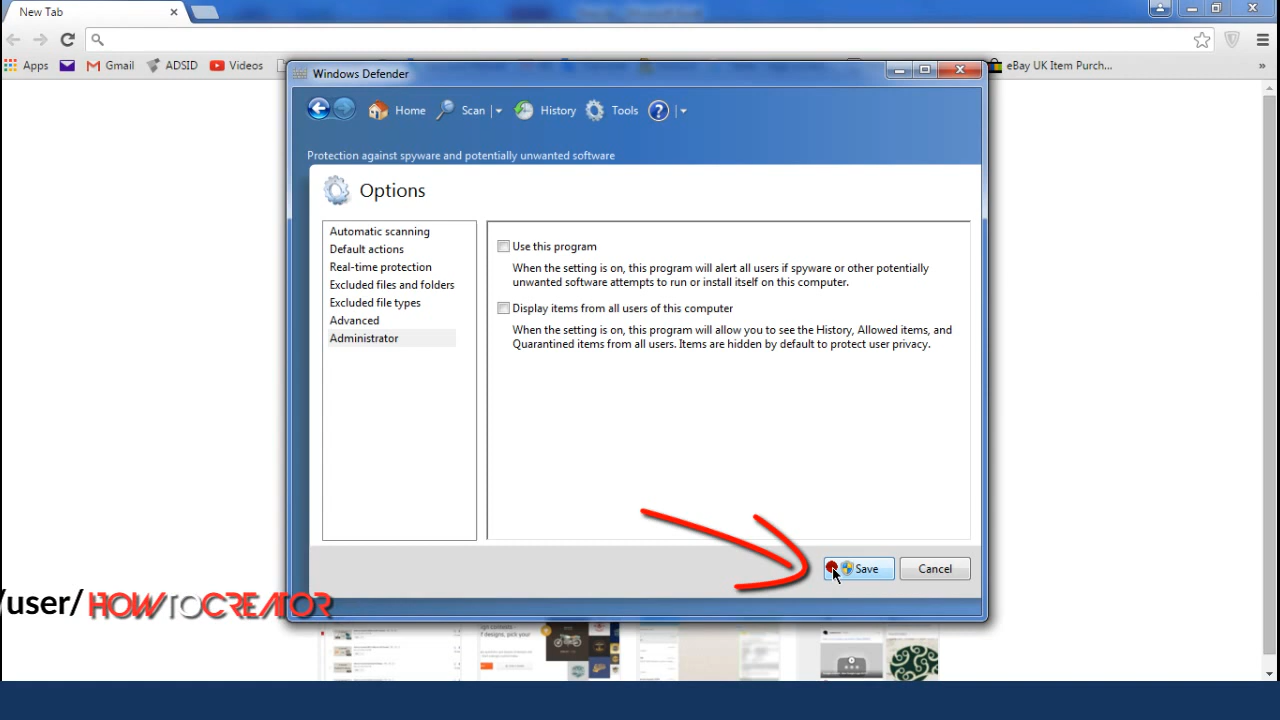 New Tab
Apps Gmail ADSID Videos eBay UK Item Purch... »
Windows Defender
Home Scan History Tools ?
Protection against spyware and potentially unwanted software
Options
Automatic scanning
Default actions
Real-time protection
Excluded files and folders
Excluded file types
Advanced
Administrator
Use this program
When the setting is on, this program will alert all users if spyware or other potentially
unwanted software attempts to run or install itself on this computer.
Display items from all users of this computer
When the setting is on, this program will allow you to see the History, Allowed items, and
Quarantined items from all users. Items are hidden by default to protect user privacy.
Save Cancel
/user/ HOWTOCREATOR